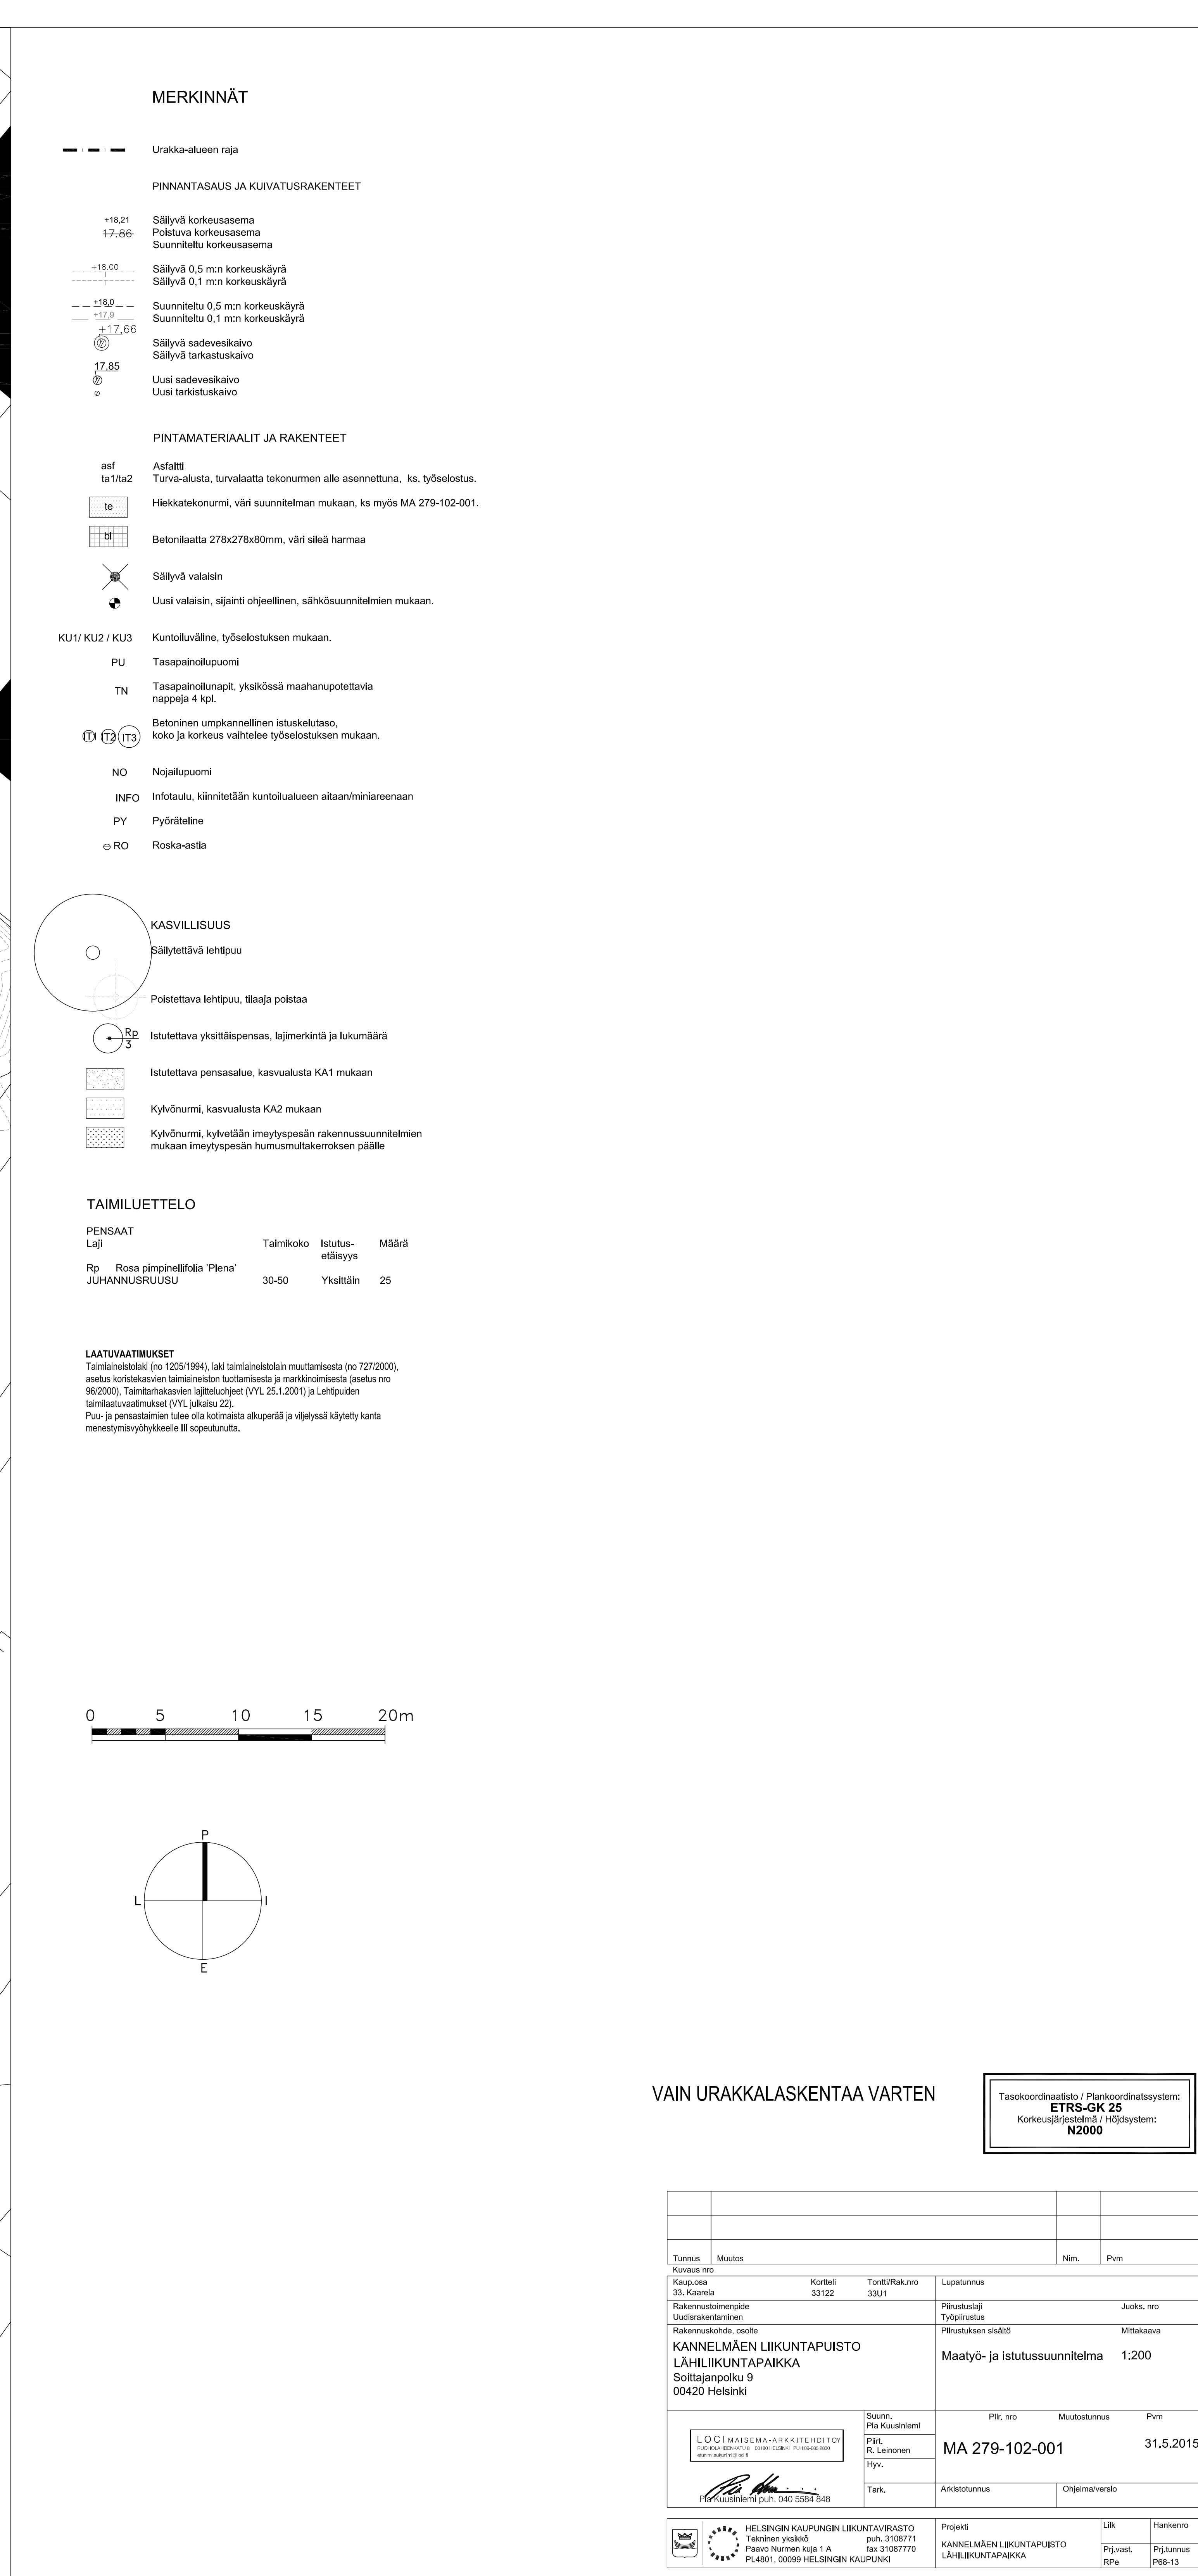 MERKINNÄT
Urakka-alueen raja
PINNANTASAUS JA KUIVATUSRAKENTEET
+18,21 Säilyvä korkeusasema
17.86 Poistuva korkeusasema
Suunniteltu korkeusasema
+18.00 Säilyvä 0,5 m:n korkeuskäyrä
Säilyvä 0,1 m:n korkeuskäyrä
+18,0 Suunniteltu 0,5 m:n korkeuskäyrä
+17,9 Suunniteltu 0,1 m:n korkeuskäyrä
+17,66
Säilyvä sadevesikaivo
Säilyvä tarkastuskaivo
17,85
Uusi sadevesikaivo
Uusi tarkistuskaivo
PINTAMATERIAALIT JA RAKENTEET
asf Asfaltti
ta1/ta2 Turva-alusta, turvalaatta tekonurmen alle asennettuna, ks. työselostus.
te Hiekkatekonurmi, väri suunnitelman mukaan, ks myös MA 279-102-001.
bl Betonilaatta 278x278x80mm, väri sileä harmaa
Säilyvä valaisin
Uusi valaisin, sijainti ohjeellinen, sähkösuunnitelmien mukaan.
KU1/ KU2 / KU3 Kuntoiluväline, työselostuksen mukaan.
PU Tasapainoilupuomi
TN Tasapainoilunapit, yksikössä maahanupotettavia
nappeja 4 kpl.
Betoninen umpkannellinen istuskelutaso,
IT1 IT2 IT3 koko ja korkeus vaihtelee työselostuksen mukaan.
NO Nojailupuomi
INFO Infotaulu, kiinnitetään kuntoilualueen aitaan/miniareenaan
PY Pyöräteline
RO Roska-astia
KASVILLISUUS
Säilytettävä lehtipuu
Poistettava lehtipuu, tilaaja poistaa
Rp
3
Istutettava yksittäispensas, lajimerkintä ja lukumäärä
Istutettava pensasalue, kasvualusta KA1 mukaan
Kylvönurmi, kasvualusta KA2 mukaan
Kylvönurmi, kylvetään imeytyspesän rakennussuunnitelmien
mukaan imeytyspesän humusmultakerroksen päälle
TAIMILUETTELO
PENSAAT
Laji Taimikoko Istutus- Määrä
etäisyys
Rp Rosa pimpinellifolia 'Plena'
JUHANNUSRUUSU 30-50 Yksittäin 25
LAATUVAATIMUKSET
Taimiaineistolaki (no 1205/1994), laki taimiaineistolain muuttamisesta (no 727/2000),
asetus koristekasvien taimiaineiston tuottamisesta ja markkinoimisesta (asetus nro
96/2000), Taimitarhakasvien lajitteluohjeet (VYL 25.1.2001) ja Lehtipuiden
taimilaatuvaatimukset (VYL julkaisu 22).
Puu- ja pensastaimien tulee olla kotimaista alkuperää ja viljelyssä käytetty kanta
menestymisvyöhykkeelle III sopeutunutta.
0 5 10 15 20m
P
L I
E
VAIN URAKKALASKENTAA VARTEN
Tasokoordinaatisto / Plankoordinatssystem:
ETRS-GK 25
Korkeusjärjestelmä / Höjdsystem:
N2000
Tunnus Muutos Nim. Pvm
Kuvaus nro
Kaup.osa Kortteli Tontti/Rak.nro Lupatunnus
33. Kaarela 33122 33U1
Rakennustoimenpide Piirustuslaji Juoks. nro
Uudisrakentaminen Työpiirustus
Rakennuskohde, osoite Piirustuksen sisältö Mittakaava
KANNELMÄEN LIIKUNTAPUISTO
LÄHILIIKUNTAPAIKKA
Maatyö- ja istutussuunnitelma 1:200
Soittajanpolku 9
00420 Helsinki
Suunn.
Pia Kuusiniemi
Piir. nro Muutostunnus Pvm
LOCI MAISEMA-ARKKITEHDIT OY
RUOHOLAHDENKATU 8 00180 HELSINKI PUH 09-685 2830
etunimi.sukunimi@loci.fi
Piirt.
R. Leinonen
MA 279-102-001 31.5.2015
Hyv.
Tark. Arkistotunnus Ohjelma/versio
Pia Kuusiniemi puh. 040 5584 848
HELSINGIN KAUPUNGIN LIIKUNTAVIRASTO
Tekninen yksikkö puh. 3108771
Paavo Nurmen kuja 1 A fax 31087770
PL4801, 00099 HELSINGIN KAUPUNKI
Projekti
KANNELMÄEN LIIKUNTAPUISTO
LÄHILIIKUNTAPAIKKA
Liik Hankenro
Prj.vast. Prj.tunnus
RPe P68-13